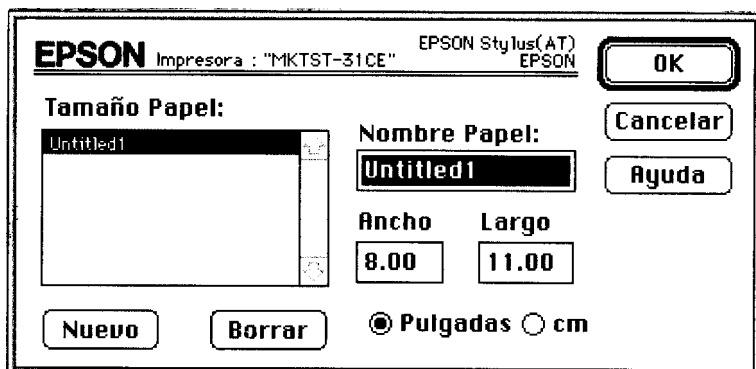 EPSON Impresora : "MKTST-31CE" EPSON Stylus(AT)
EPSON
OK
Tamaño Papel:
Untitled1
Nombre Papel:
Untitled1
Cancelar
Ayuda
Ancho Largo
8.00 11.00
Nuevo Borrar
Pulgadas cm